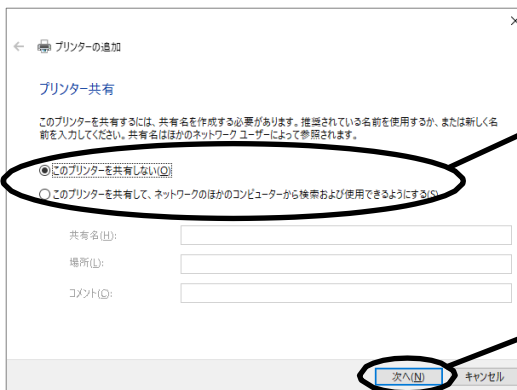 プリンターの追加
プリンター共有
このプリンターを共有するには、共有名を作成する必要があります。推奨されている名前を使用するか、または新しく名
前を入力してください。共有名はほかのネットワーク ユーザーによって参照されます。
このプリンターを共有しない(O)
このプリンターを共有して、ネットワークのほかのコンピューターから検索および使用できるようにする(S)
共有名(H):
場所(L):
コメント(C):
次へ(N) キャンセル